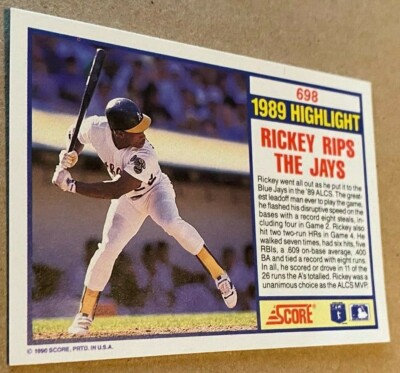 698
1989 HIGHLIGHT
RICKEY RIPS
THE JAYS
Rickey went all out as he put it to the
Blue Jays in the '89 ALCS. The great-
est leadoff man ever to play the game,
he flashed his disruptive speed on the
bases with a record eight steals, in-
cluding four in Game 2. Rickey also
hit two two-run HRs in Game 4. He
walked seven times, had six hits, five
RBIs, a .609 on-base average, .400
BA and tied a record with eight runs.
In all, he scored or drove in 11 of the
26 runs the A's totalled. Rickey was a
unanimous choice as the ALCS MVP.
SCORE
© 1990 SCORE, PRTD. IN U.S.A.